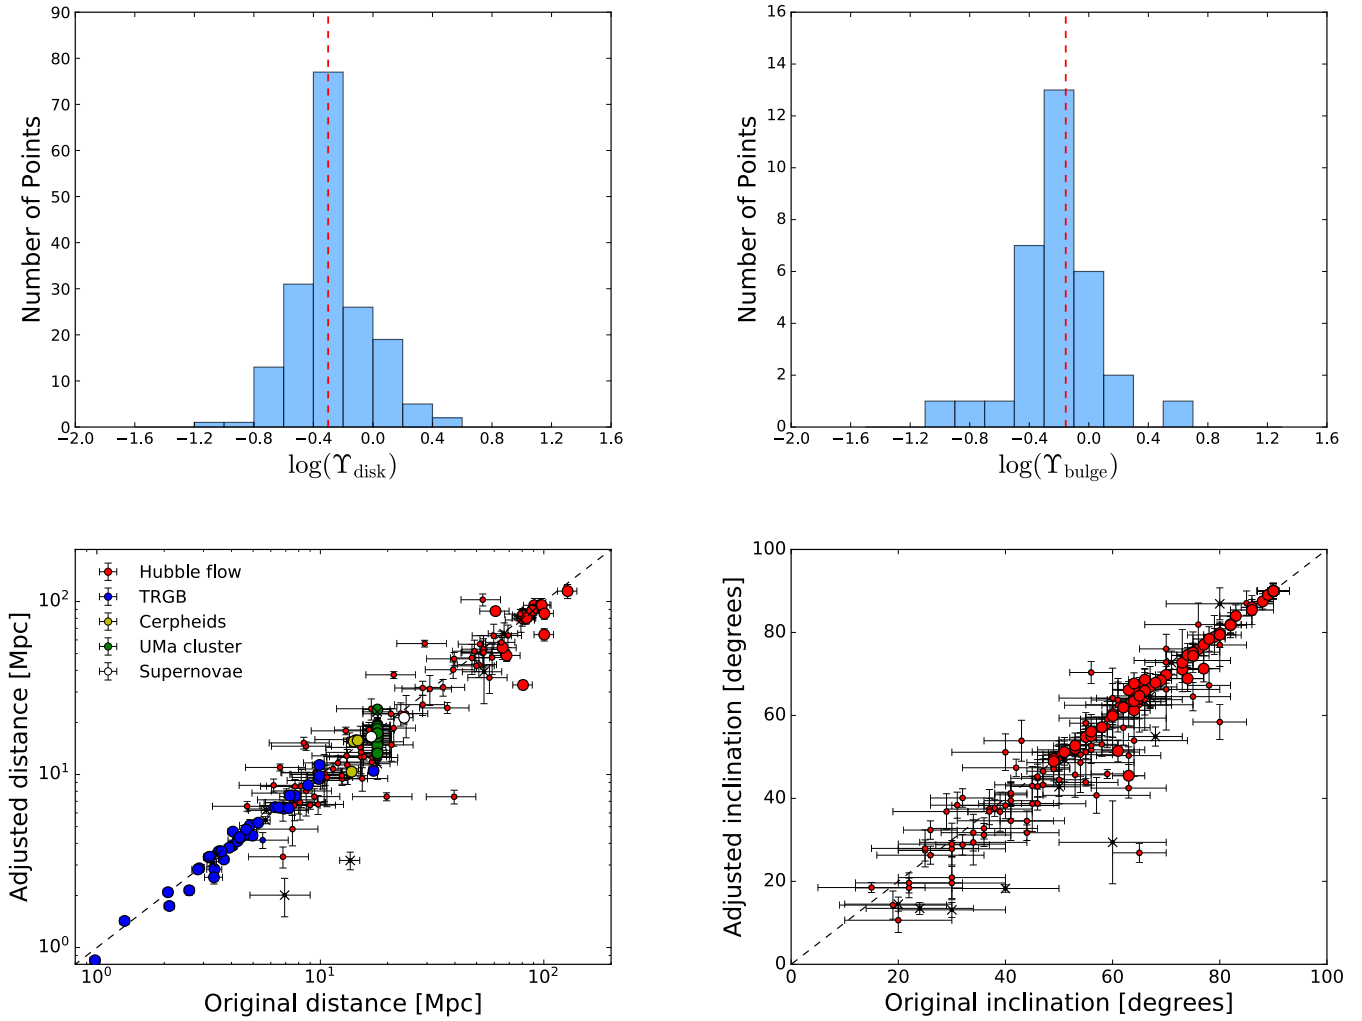 90
80
70
60
50
40
30
20
10
0
Number of Points
−2.0 −1.6 −1.2 −0.8 −0.4 0.0 0.4 0.8 1.2 1.6
log(ϒdisk)
16
14
12
10
8
6
4
2
0
Number of Points
−2.0 −1.6 −1.2 −0.8 −0.4 0.0 0.4 0.8 1.2 1.6
log(ϒbulge)
Hubble flow
TRGB
Cerpheids
UMa cluster
Supernovae
10²
10¹
10⁰
Adjusted distance [Mpc]
10⁰ 10¹ 10²
Original distance [Mpc]
100
80
60
40
20
0
Adjusted inclination [degrees]
0 20 40 60 80 100
Original inclination [degrees]